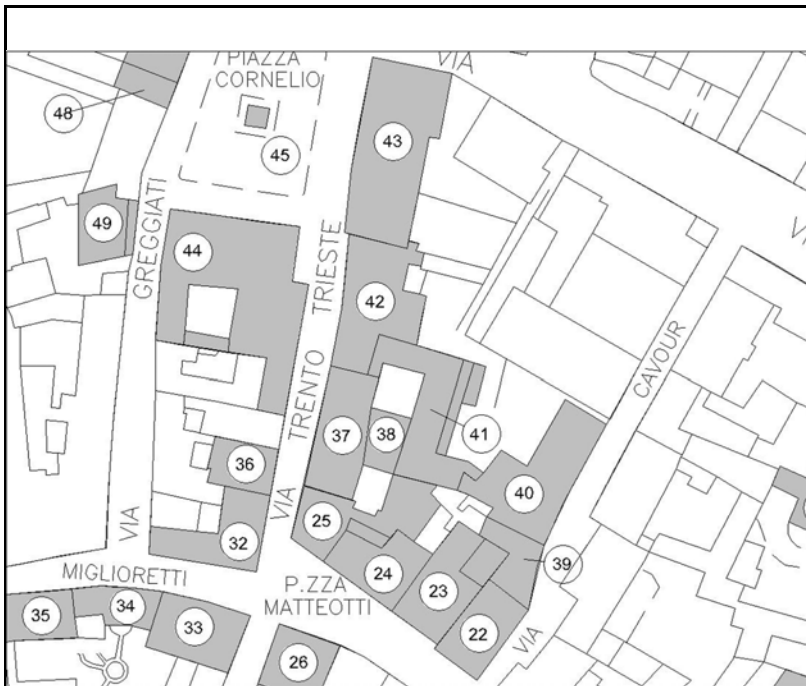 PIAZZA
CORNELIO
VIA
48
43
45
49
44
GREGGIATI
VIA
TRIESTE
TRENTO
VIA
42
CAVOUR
VIA
37
38
41
36
40
25
32
39
24
MIGLIORETTI
P.ZZA
MATTEOTTI
23
35
34
33
22
26